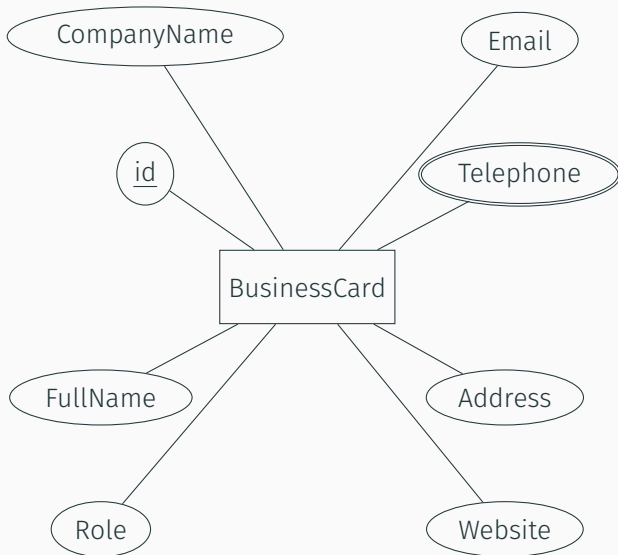 CompanyName
Email
id
Telephone
BusinessCard
FullName
Address
Role
Website